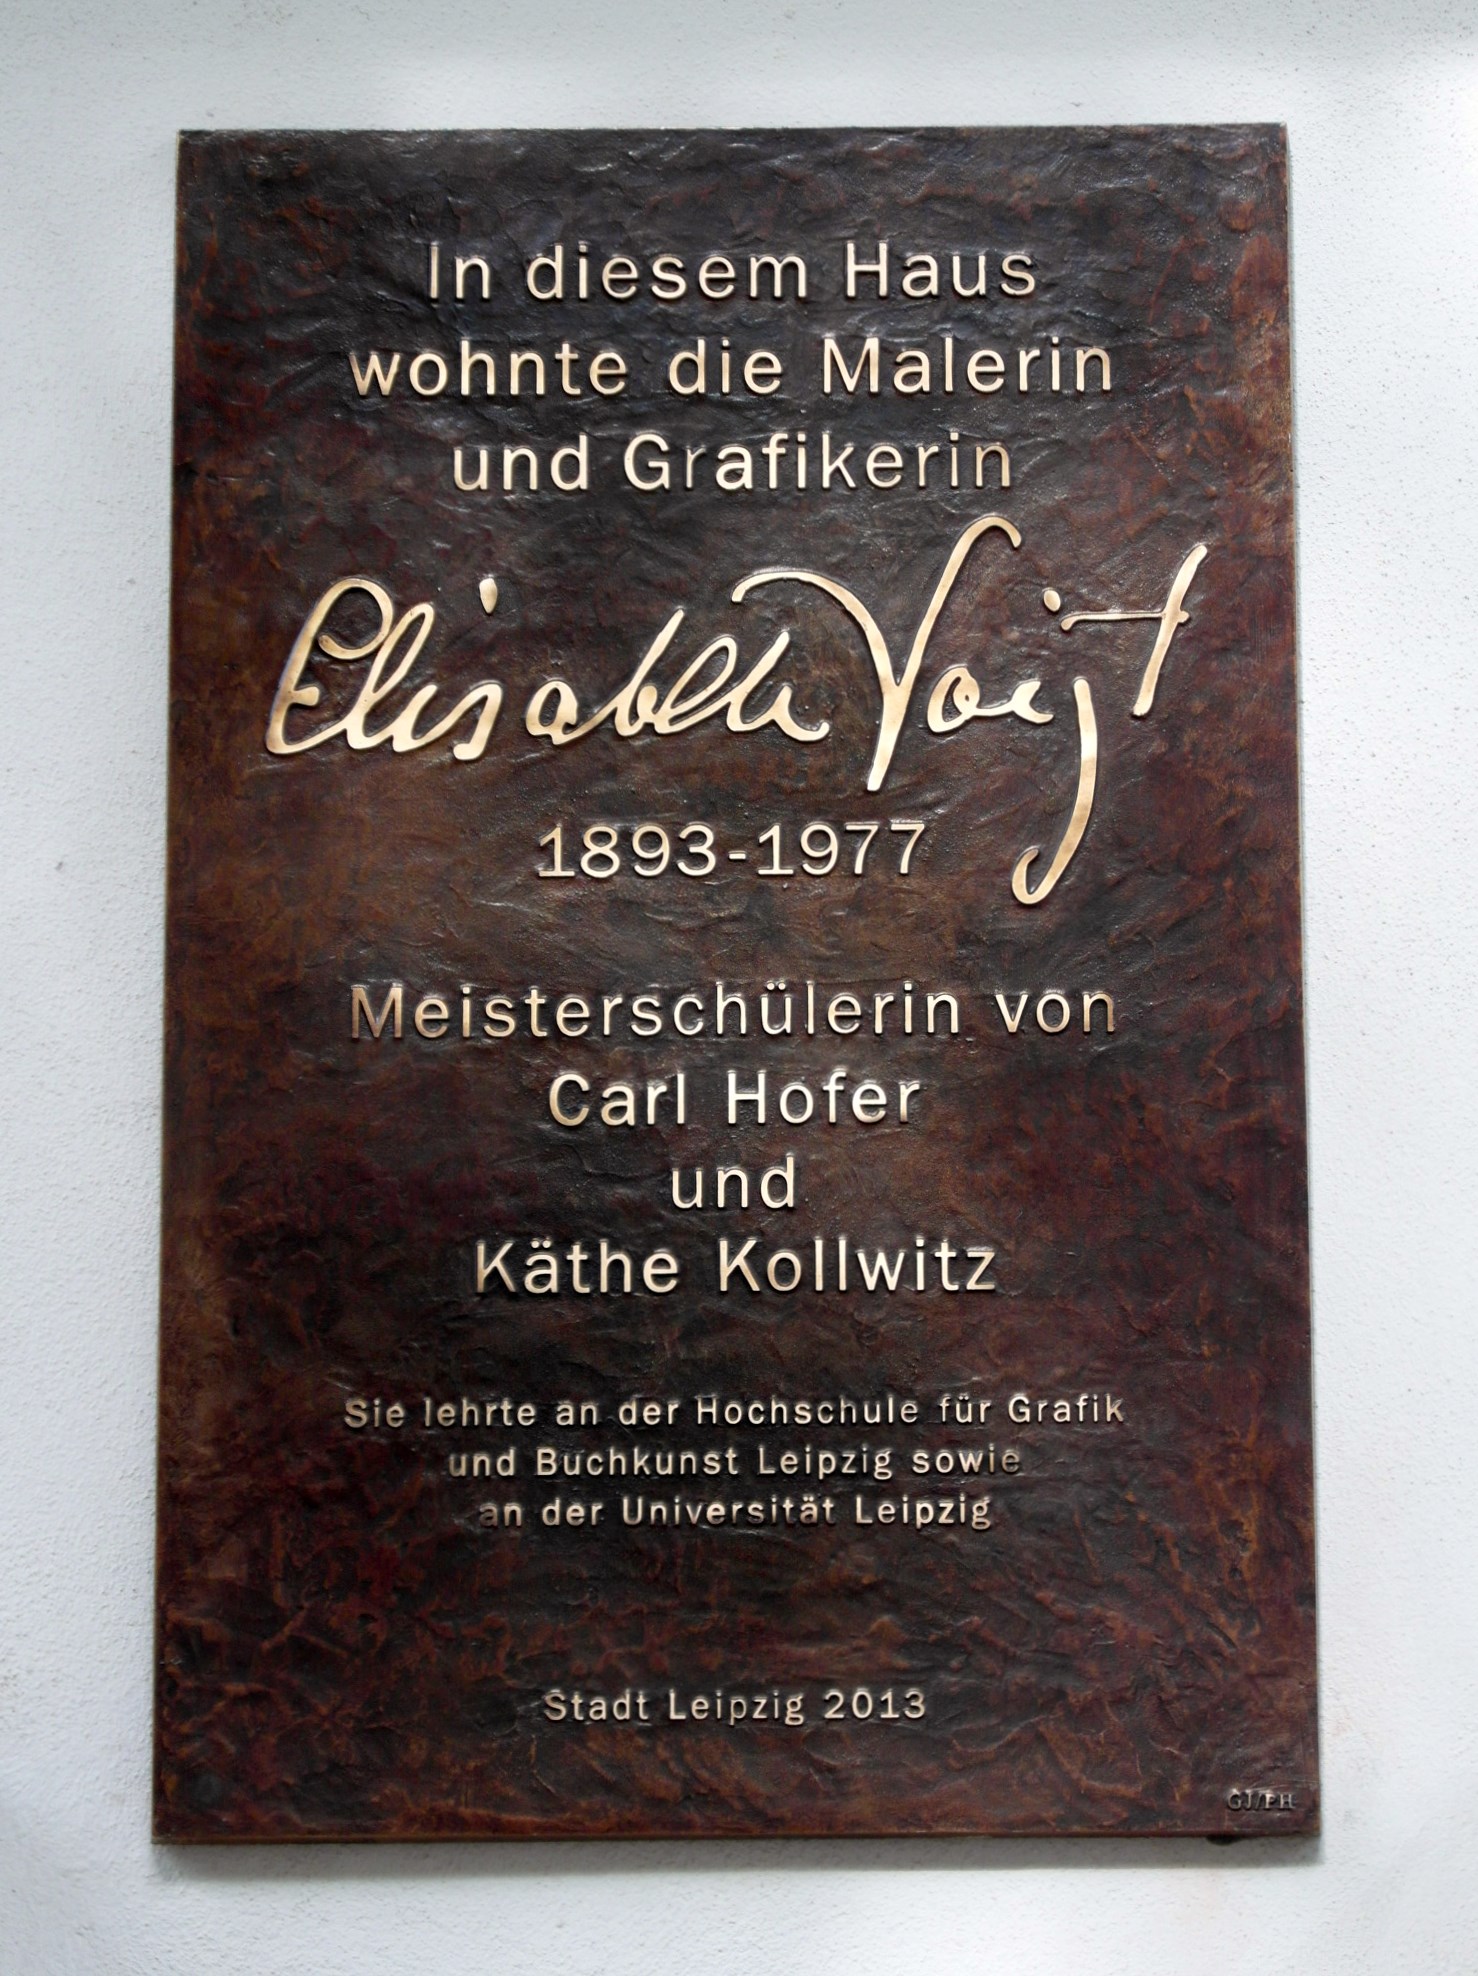 In diesem Haus
wohnte die Malerin
und Grafikerin
Elisabeth Voigt
1893-1977
Meisterschülerin von
Carl Hofer
und
Käthe Kollwitz
Sie lehrte an der Hochschule für Grafik
und Buchkunst Leipzig sowie
an der Universität Leipzig
Stadt Leipzig 2013
GJ/PH